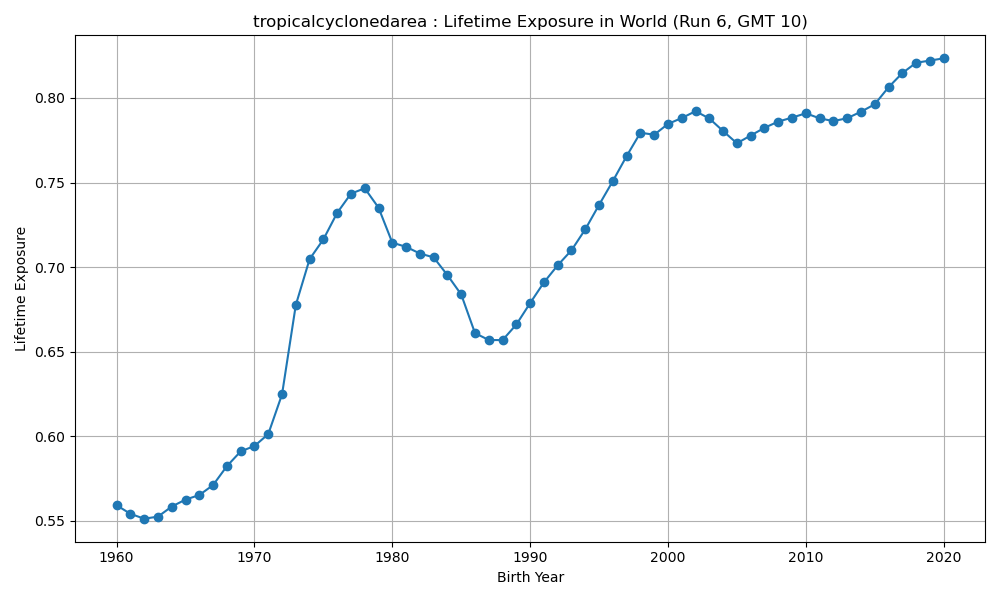 tropicalcyclonedarea : Lifetime Exposure in World (Run 6, GMT 10)
0.80
0.75
0.70
0.65
0.60
0.55
Lifetime Exposure
1960 1970 1980 1990 2000 2010 2020
Birth Year